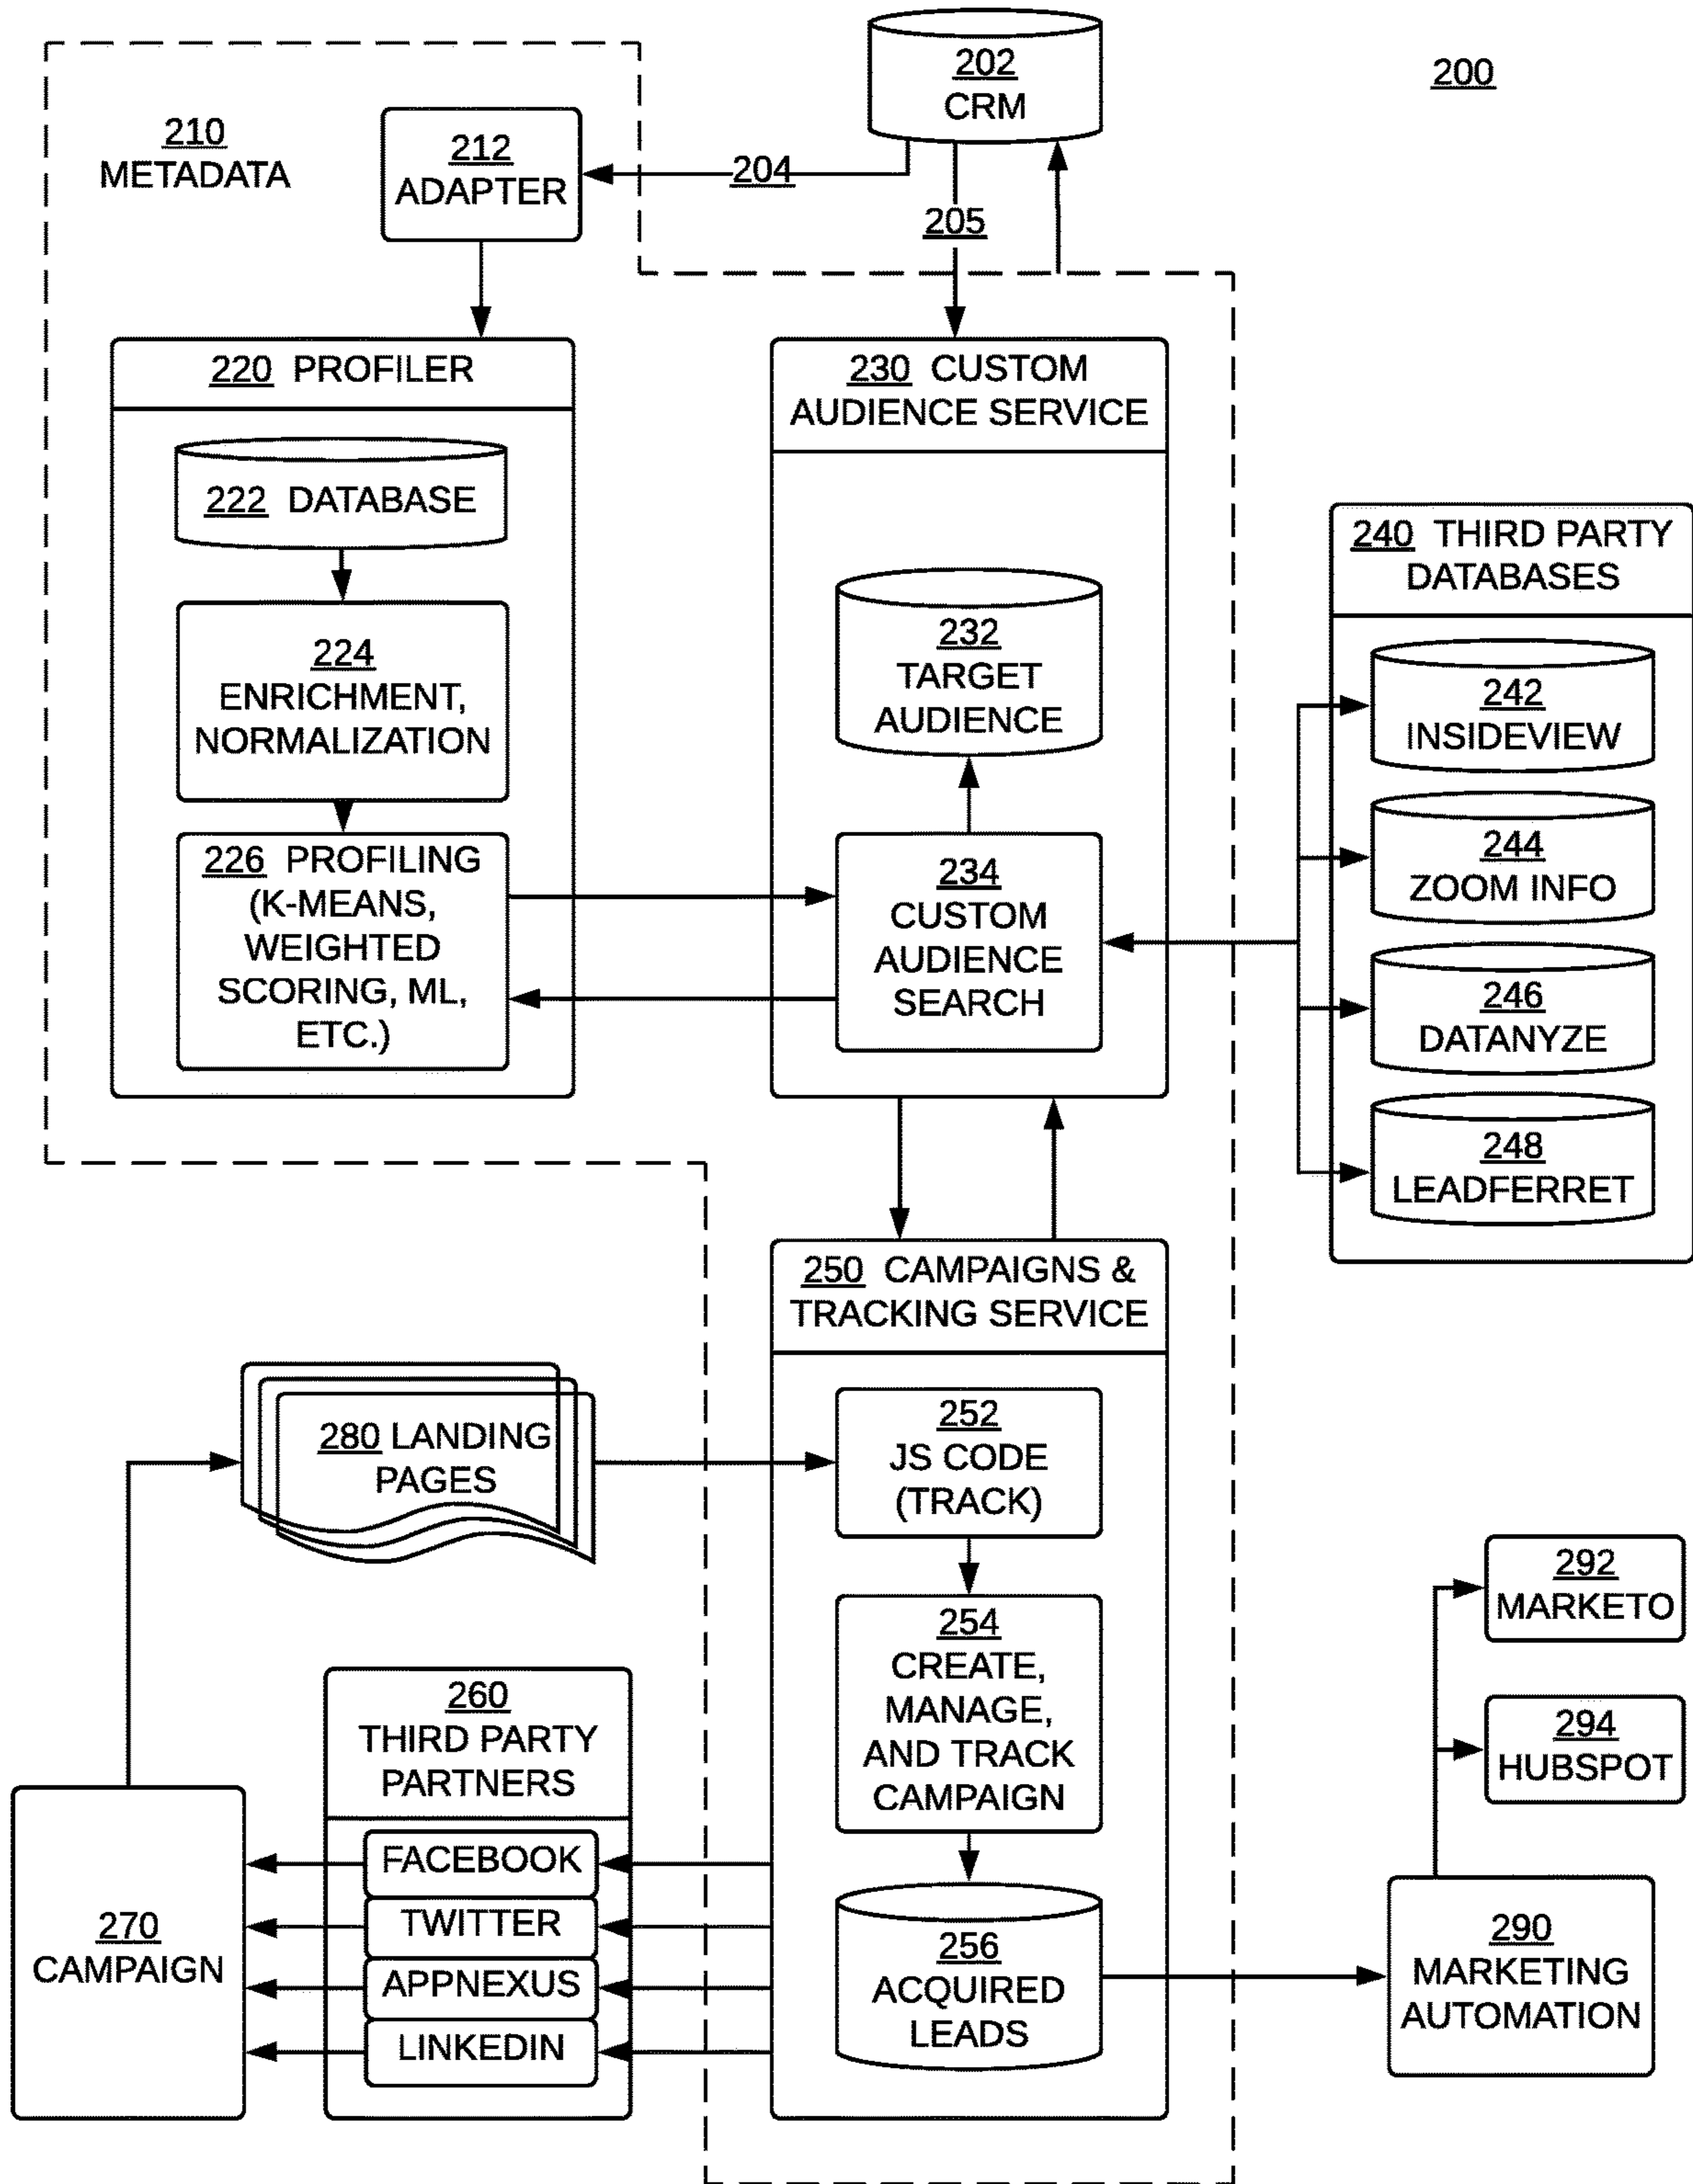 202
CRM
200
210
METADATA
212
ADAPTER
204
205
220 PROFILER
222 DATABASE
224
ENRICHMENT,
NORMALIZATION
226 PROFILING
(K-MEANS,
WEIGHTED
SCORING, ML,
ETC.)
230 CUSTOM
AUDIENCE SERVICE
232
TARGET
AUDIENCE
234
CUSTOM
AUDIENCE
SEARCH
240 THIRD PARTY
DATABASES
242
INSIDEVIEW
244
ZOOM INFO
246
DATANYZE
248
LEADFERRET
250 CAMPAIGNS &
TRACKING SERVICE
252
JS CODE
(TRACK)
254
CREATE,
MANAGE,
AND TRACK
CAMPAIGN
256
ACQUIRED
LEADS
280 LANDING
PAGES
260
THIRD PARTY
PARTNERS
FACEBOOK
TWITTER
APPNEXUS
LINKEDIN
270
CAMPAIGN
292
MARKETO
294
HUBSPOT
290
MARKETING
AUTOMATION